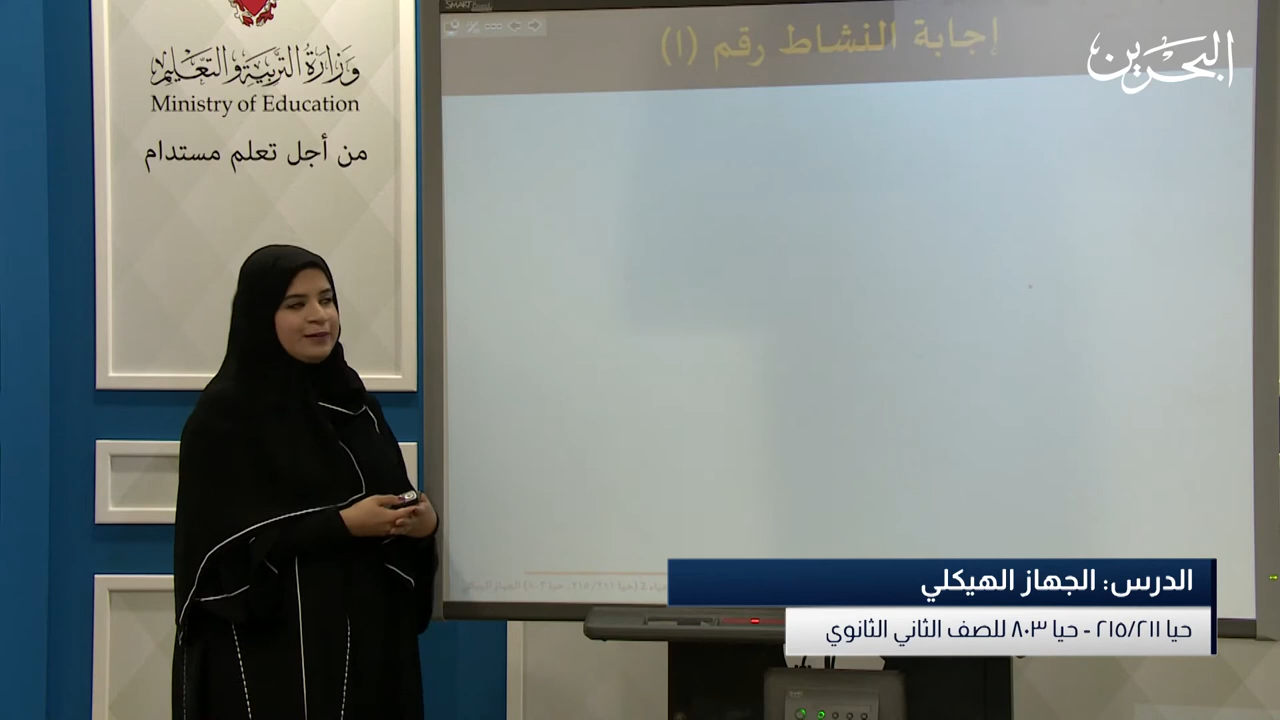 وزارة التربية والتعليم
Ministry of Education
من أجل تعلم مستدام
SMART
إجابة النشاط رقم (١)
البحرين
الدرس: الجهاز الهيكلي
حيا ٢١٥/٢١١ - حيا ٨٠٣ للصف الثاني الثانوي